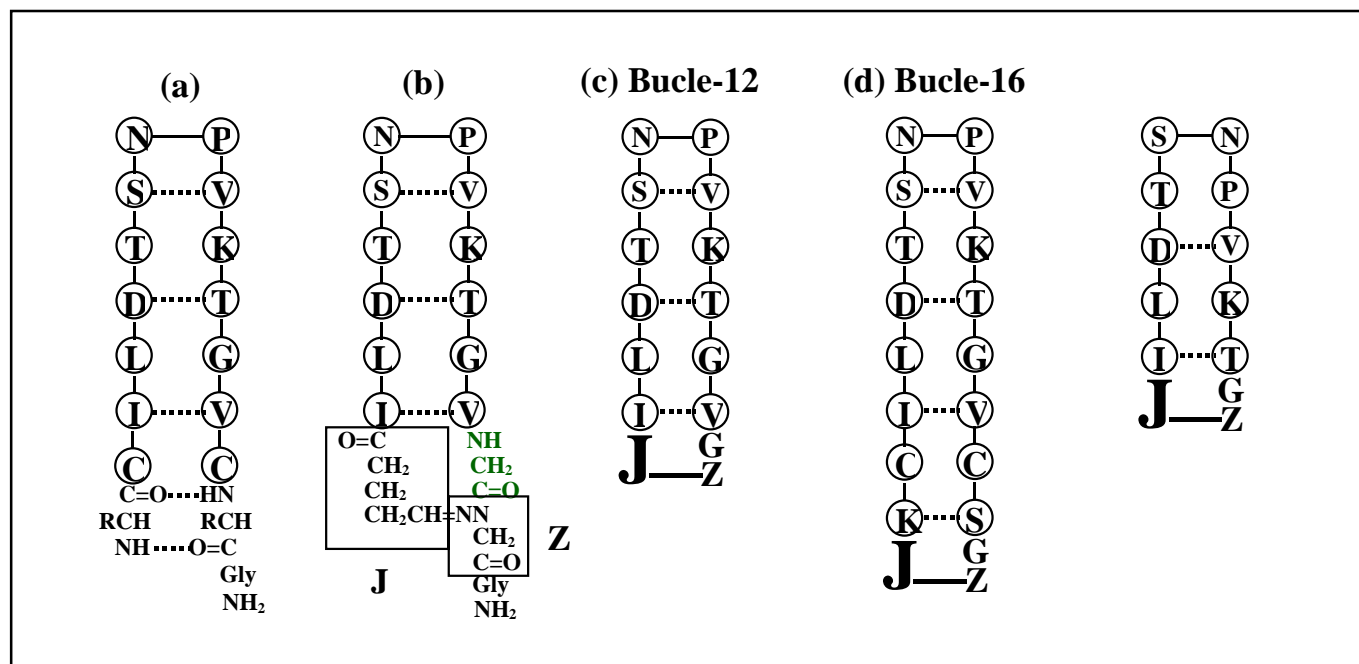 (a) (b) (c) Bucle-12 (d) Bucle-16
N P N P N P N P S N
S V S V S V S V T P
T K T K T K T K D V
D T D T D T D T L K
L G L G L G L G I T
I V I V I V I V J G
C C O=C NH J G C C Z
C=O HN CH₂ CH₂ Z K S
RCH RCH CH₂ C=O J G
NH O=C CH₂CH=NN Z
Gly CH₂ Z
NH₂ C=O
J Gly
NH₂